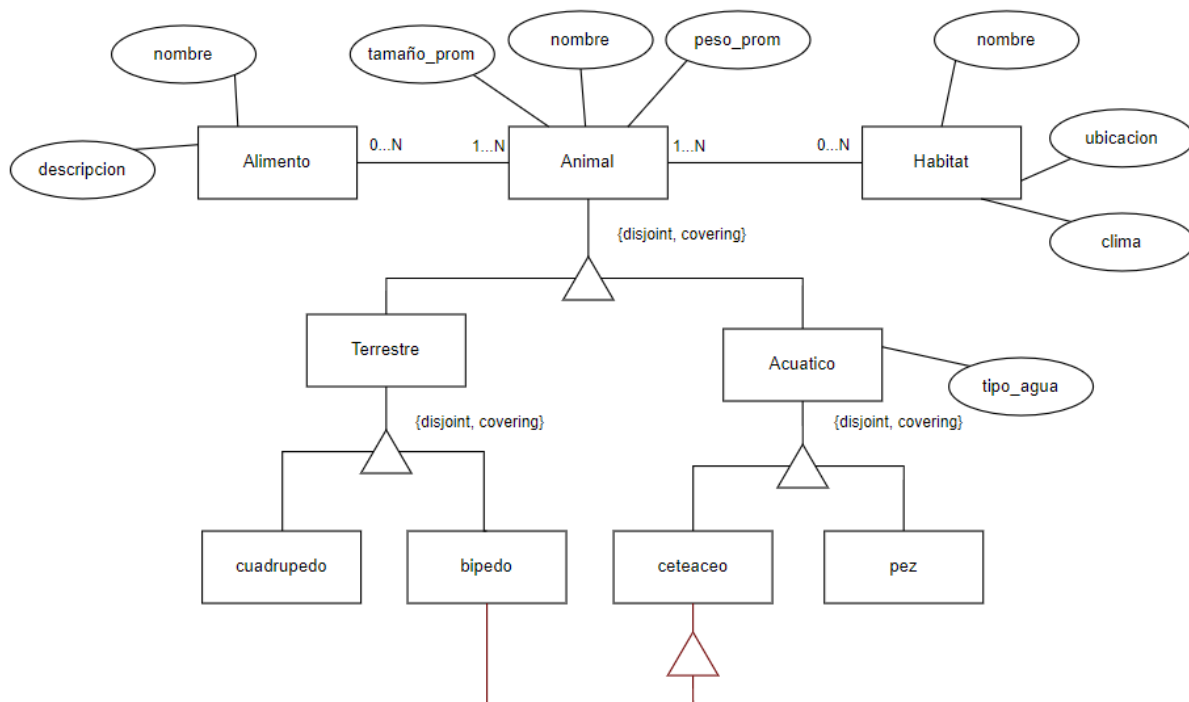 nombre
tamaño_prom
nombre
peso_prom
nombre
descripcion
Alimento
0...N
1...N
Animal
1...N
0...N
Habitat
ubicacion
clima
{disjoint, covering}
Terrestre
Acuatico
tipo_agua
{disjoint, covering}
{disjoint, covering}
cuadrupedo
bipedo
ceteaceo
pez